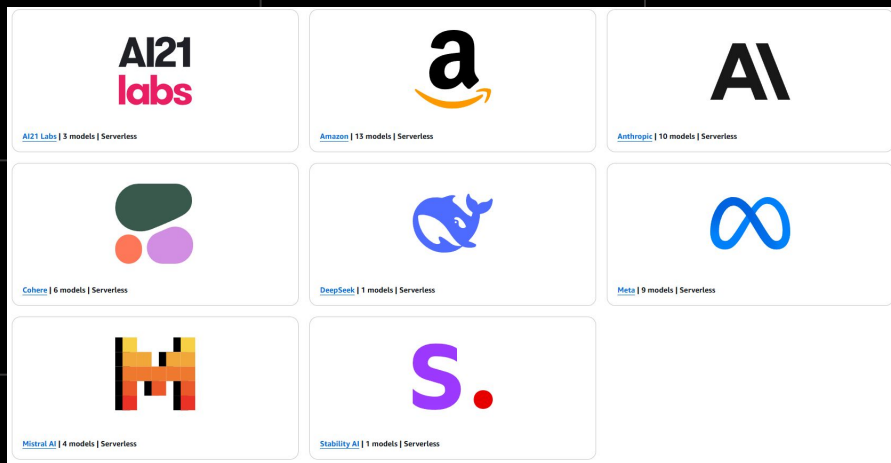 AI21
labs
AI21 Labs | 3 models | Serverless
a
Amazon | 13 models | Serverless
A\
Anthropic | 10 models | Serverless
Cohere | 6 models | Serverless
DeepSeek | 1 models | Serverless
Meta | 9 models | Serverless
Mistral AI | 4 models | Serverless
S.
Stability AI | 1 models | Serverless